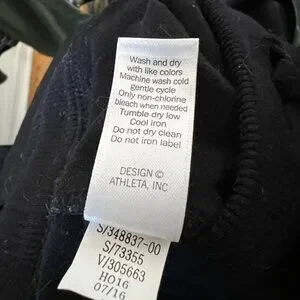 Wash and dry
with like colors
Machine wash cold
gentle cycle
Only non-chlorine
bleach when needed
Tumble dry low
Cool iron
Do not dry clean
Do not iron label
DESIGN ©
ATHLETA, INC
S/348837-00
S/73355
V/305663
HO16
07/16